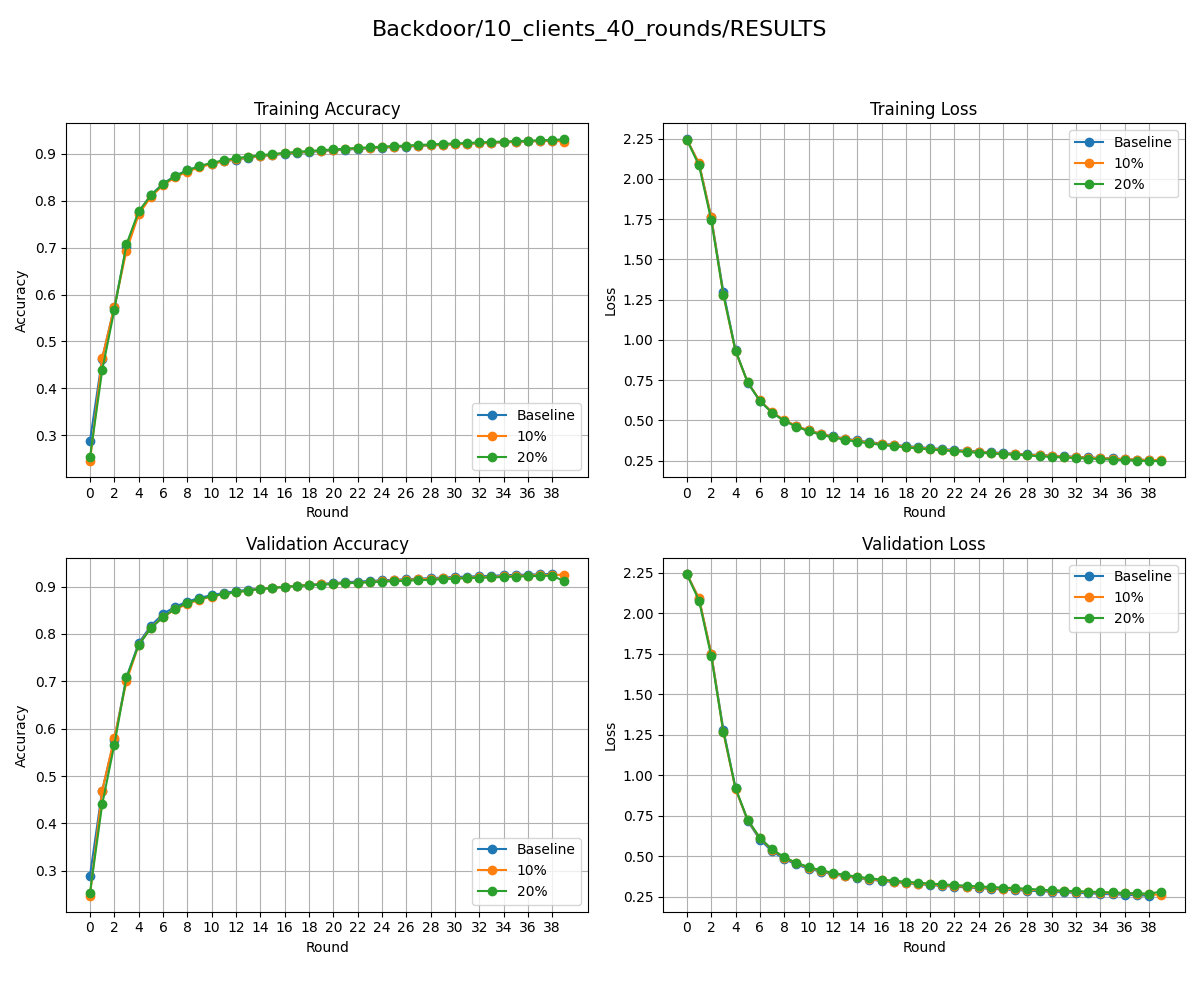 Backdoor/10_clients_40_rounds/RESULTS
Training Accuracy
Accuracy
0.9
0.8
0.7
0.6
0.5
0.4
0.3
Baseline
10%
20%
0 2 4 6 8 10 12 14 16 18 20 22 24 26 28 30 32 34 36 38
Round
Training Loss
Loss
2.25
2.00
1.75
1.50
1.25
1.00
0.75
0.50
0.25
Baseline
10%
20%
0 2 4 6 8 10 12 14 16 18 20 22 24 26 28 30 32 34 36 38
Round
Validation Accuracy
Accuracy
0.9
0.8
0.7
0.6
0.5
0.4
0.3
Baseline
10%
20%
0 2 4 6 8 10 12 14 16 18 20 22 24 26 28 30 32 34 36 38
Round
Validation Loss
Loss
2.25
2.00
1.75
1.50
1.25
1.00
0.75
0.50
0.25
Baseline
10%
20%
0 2 4 6 8 10 12 14 16 18 20 22 24 26 28 30 32 34 36 38
Round